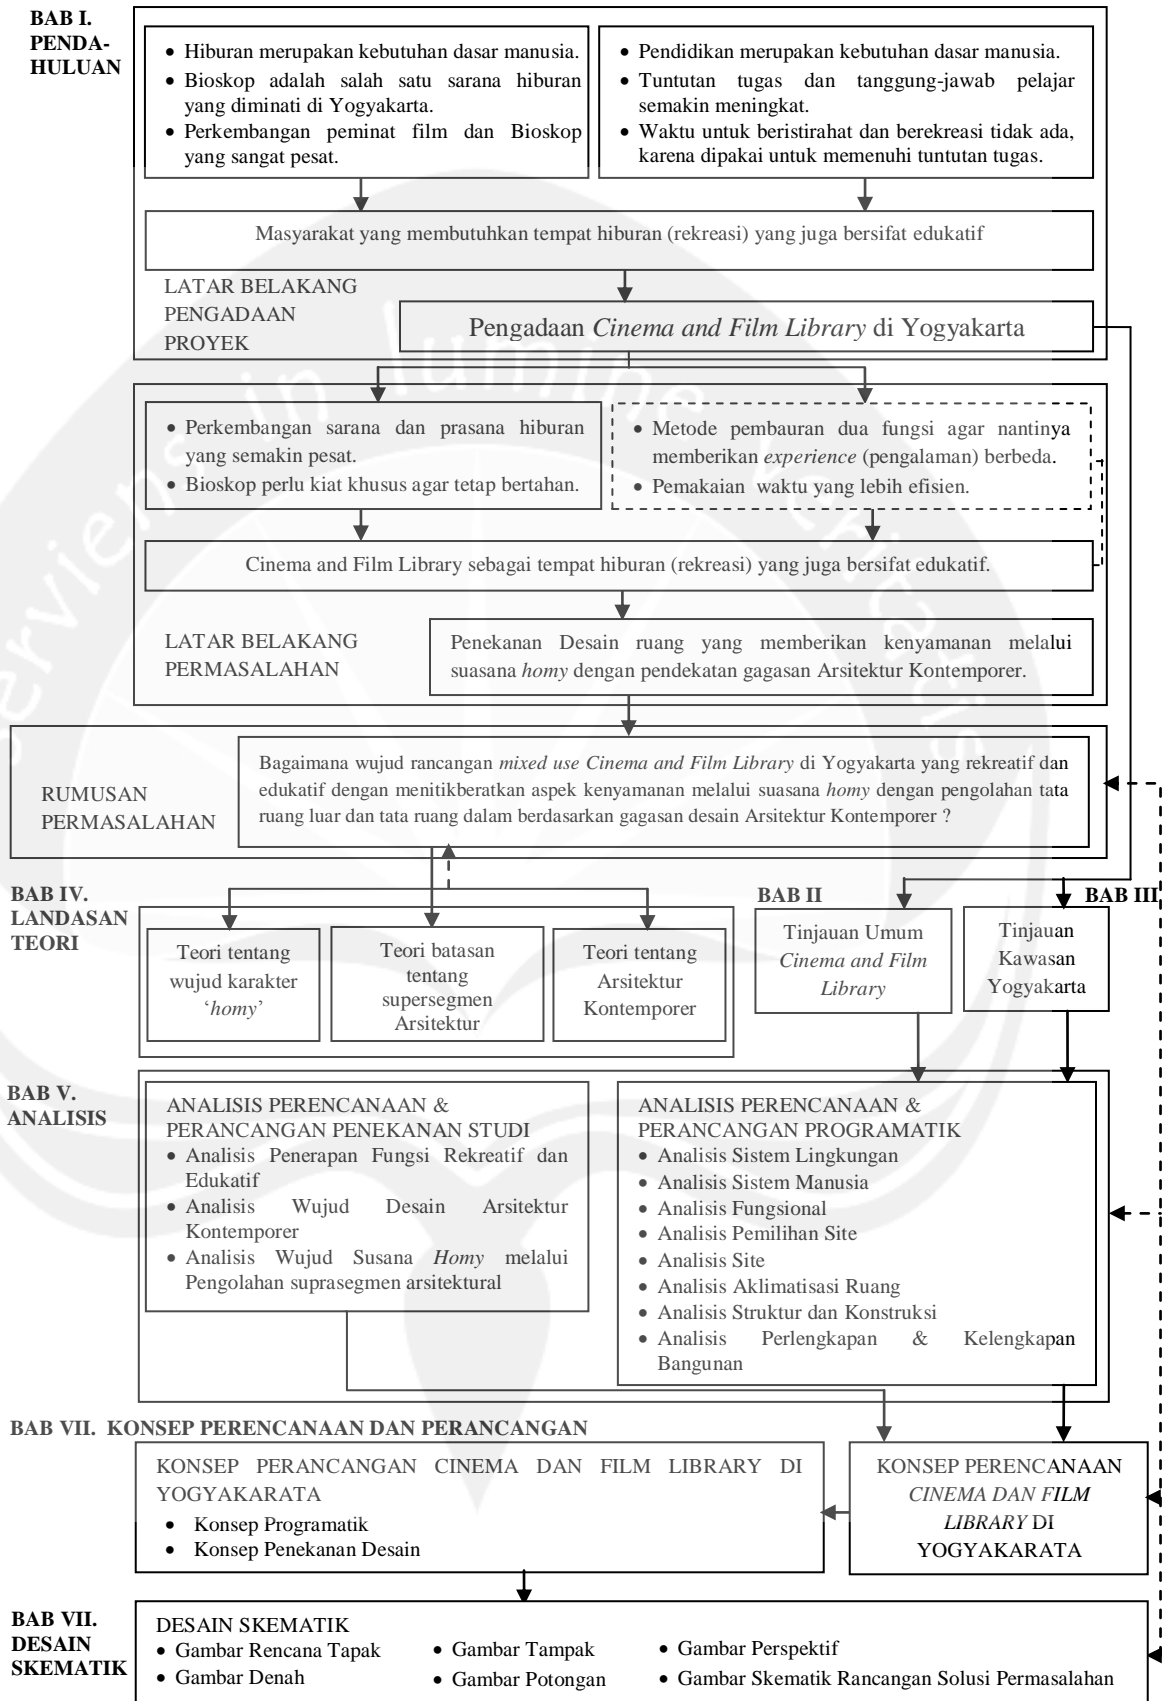 BAB I.
PENDA-
HULUAN
• Hiburan merupakan kebutuhan dasar manusia.
• Bioskop adalah salah satu sarana hiburan
yang diminati di Yogyakarta.
• Perkembangan peminat film dan Bioskop
yang sangat pesat.
• Pendidikan merupakan kebutuhan dasar manusia.
• Tuntutan tugas dan tanggung-jawab pelajar
semakin meningkat.
• Waktu untuk beristirahat dan berekreasi tidak ada,
karena dipakai untuk memenuhi tuntutan tugas.
Masyarakat yang membutuhkan tempat hiburan (rekreasi) yang juga bersifat edukatif
LATAR BELAKANG
PENGADAAN
PROYEK
Pengadaan Cinema and Film Library di Yogyakarta
• Perkembangan sarana dan prasana hiburan
yang semakin pesat.
• Bioskop perlu kiat khusus agar tetap bertahan.
• Metode pembauran dua fungsi agar nantinya
memberikan experience (pengalaman) berbeda.
• Pemakaian waktu yang lebih efisien.
Cinema and Film Library sebagai tempat hiburan (rekreasi) yang juga bersifat edukatif.
LATAR BELAKANG
PERMASALAHAN
Penekanan Desain ruang yang memberikan kenyamanan melalui
suasana homy dengan pendekatan gagasan Arsitektur Kontemporer.
RUMUSAN
PERMASALAHAN
Bagaimana wujud rancangan mixed use Cinema and Film Library di Yogyakarta yang rekreatif dan
edukatif dengan menitikberatkan aspek kenyamanan melalui suasana homy dengan pengolahan tata
ruang luar dan tata ruang dalam berdasarkan gagasan desain Arsitektur Kontemporer ?
BAB IV.
LANDASAN
TEORI
Teori tentang
wujud karakter
‘homy’
Teori batasan
tentang
supersegmen
Arsitektur
Teori tentang
Arsitektur
Kontemporer
BAB II
Tinjauan Umum
Cinema and Film
Library
BAB III
Tinjauan
Kawasan
Yogyakarta
BAB V.
ANALISIS
ANALISIS PERENCANAAN &
PERANCANGAN PENEKANAN STUDI
• Analisis Penerapan Fungsi Rekreatif dan
Edukatif
• Analisis Wujud Desain Arsitektur
Kontemporer
• Analisis Wujud Susana Homy melalui
Pengolahan suprasegmen arsitektural
ANALISIS PERENCANAAN &
PERANCANGAN PROGRAMATIK
• Analisis Sistem Lingkungan
• Analisis Sistem Manusia
• Analisis Fungsional
• Analisis Pemilihan Site
• Analisis Site
• Analisis Aklimatisasi Ruang
• Analisis Struktur dan Konstruksi
• Analisis Perlengkapan & Kelengkapan
Bangunan
BAB VII. KONSEP PERENCANAAN DAN PERANCANGAN
KONSEP PERANCANGAN CINEMA DAN FILM LIBRARY DI
YOGYAKARATA
• Konsep Programatik
• Konsep Penekanan Desain
KONSEP PERENCANAAN
CINEMA DAN FILM
LIBRARY DI
YOGYAKARATA
BAB VII.
DESAIN
SKEMATIK
DESAIN SKEMATIK
• Gambar Rencana Tapak
• Gambar Denah
• Gambar Tampak
• Gambar Potongan
• Gambar Perspektif
• Gambar Skematik Rancangan Solusi Permasalahan
serviens in lumine veritatis